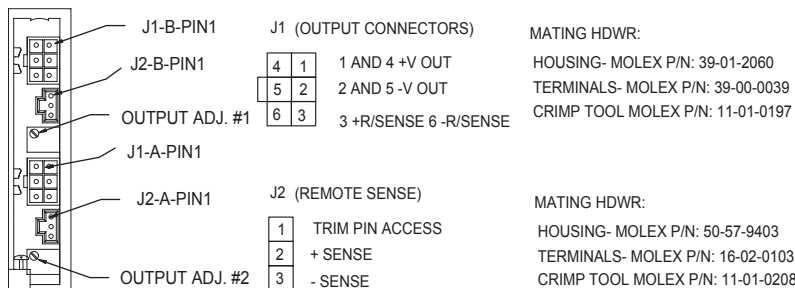 J1-B-PIN1
J2-B-PIN1
OUTPUT ADJ. #1
J1-A-PIN1
J2-A-PIN1
OUTPUT ADJ. #2
J1 (OUTPUT CONNECTORS)
4 1
5 2
6 3
1 AND 4 +V OUT
2 AND 5 -V OUT
3 +R/SENSE 6 -R/SENSE
MATING HDWR:
HOUSING- MOLEX P/N: 39-01-2060
TERMINALS- MOLEX P/N: 39-00-0039
CRIMP TOOL MOLEX P/N: 11-01-0197
J2 (REMOTE SENSE)
1 TRIM PIN ACCESS
2 + SENSE
3 - SENSE
MATING HDWR:
HOUSING- MOLEX P/N: 50-57-9403
TERMINALS- MOLEX P/N: 16-02-0103
CRIMP TOOL MOLEX P/N: 11-01-0208